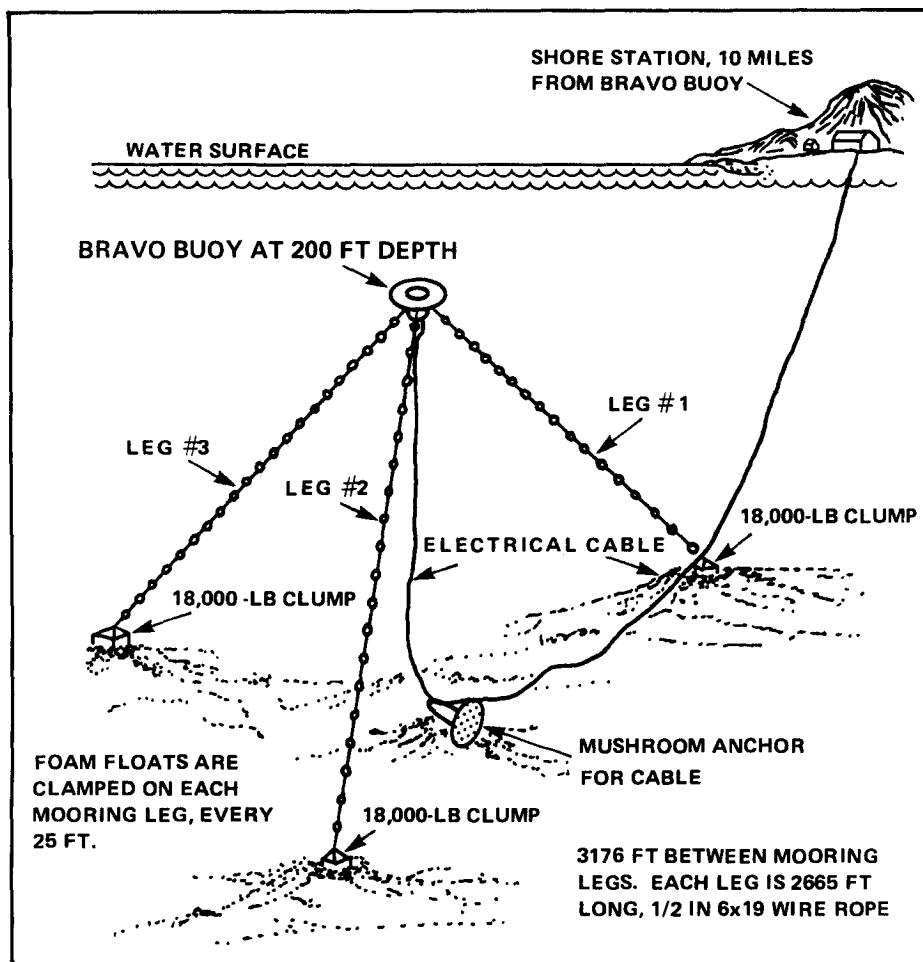 SHORE STATION, 10 MILES
FROM BRAVO BUOY
WATER SURFACE
BRAVO BUOY AT 200 FT DEPTH
LEG #1
LEG #3
LEG #2
18,000-LB CLUMP
ELECTRICAL CABLE
18,000-LB CLUMP
MUSHROOM ANCHOR
FOR CABLE
FOAM FLOATS ARE
CLAMPED ON EACH
MOORING LEG, EVERY
25 FT.
18,000-LB CLUMP
3176 FT BETWEEN MOORING
LEGS. EACH LEG IS 2665 FT
LONG, 1/2 IN 6x19 WIRE ROPE